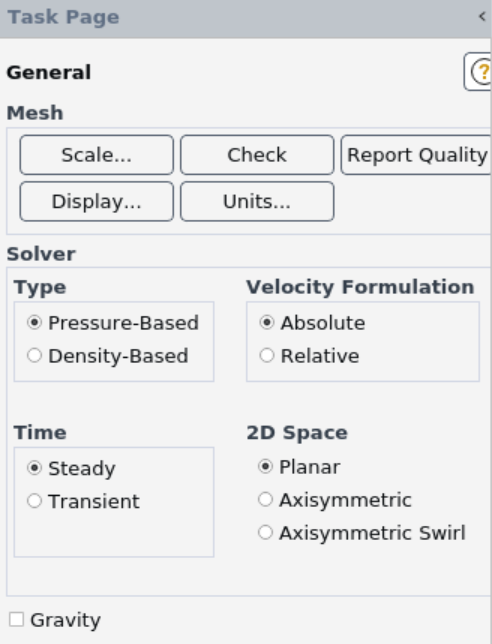 Task Page
<
General
?
Mesh
Scale...
Check
Report Quality
Display...
Units...
Solver
Type
Velocity Formulation
Pressure-Based
Absolute
Density-Based
Relative
Time
2D Space
Steady
Planar
Transient
Axisymmetric
Axisymmetric Swirl
Gravity